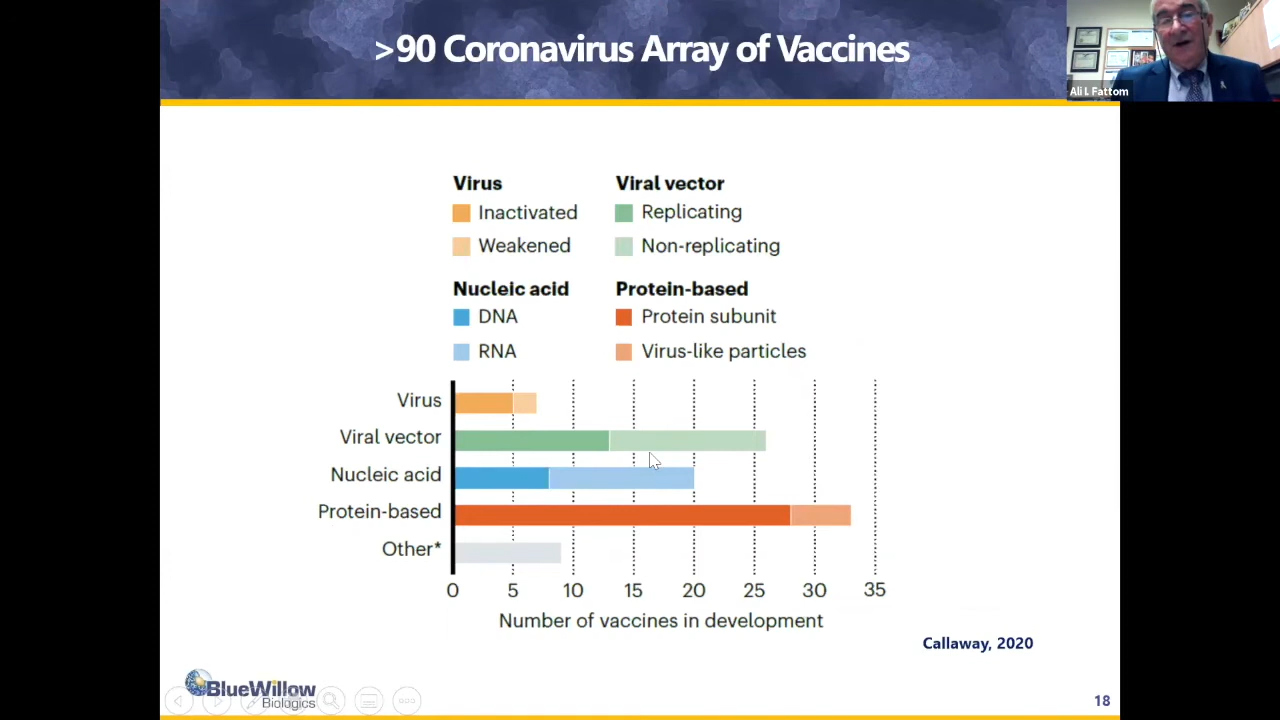 >90 Coronavirus Array of Vaccines
Ali I. Fattom
Virus
Inactivated
Weakened
Viral vector
Replicating
Non-replicating
Nucleic acid
DNA
RNA
Protein-based
Protein subunit
Virus-like particles
Virus
Viral vector
Nucleic acid
Protein-based
Other*
0 5 10 15 20 25 30 35
Number of vaccines in development
Callaway, 2020
BlueWillow
Biologics
18